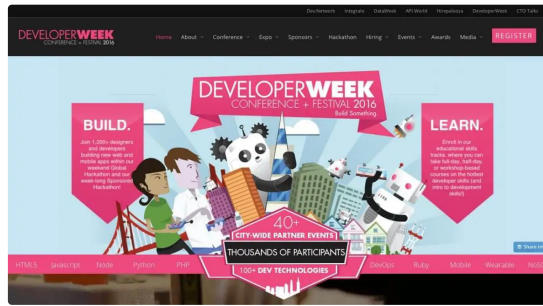 DevNetwork Integrate DataWeek API World Hirepalooza DeveloperWeek CTO Talks
DEVELOPERWEEK
CONFERENCE + FESTIVAL 2016
Home About Conference Expo Sponsors Hackathon Hiring Events Awards Media REGISTER
DEVELOPERWEEK
CONFERENCE + FESTIVAL 2016
Build Something.
BUILD.
Join 1,200+ designers
and developers
building new web and
mobile apps within our
weekend Global
Hackathon and our
week-long Sponsored
Hackathon!
LEARN.
Enroll in our
educational skills
tracks, where you can
take full-day, half-day,
or workshop-based
courses on the hottest
developer skills (and
intro to development
skills!)
40+
CITY-WIDE PARTNER EVENTS
THOUSANDS OF PARTICIPANTS
100+ DEV TECHNOLOGIES
Share
HTML5 Javascript Node Python PHP DevOps Ruby Mobile Wearable